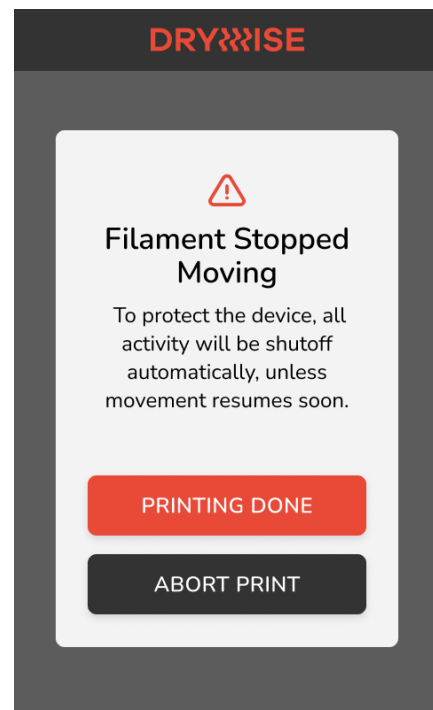 DRYWISE
Filament Stopped
Moving
To protect the device, all
activity will be shutoff
automatically, unless
movement resumes soon.
PRINTING DONE
ABORT PRINT